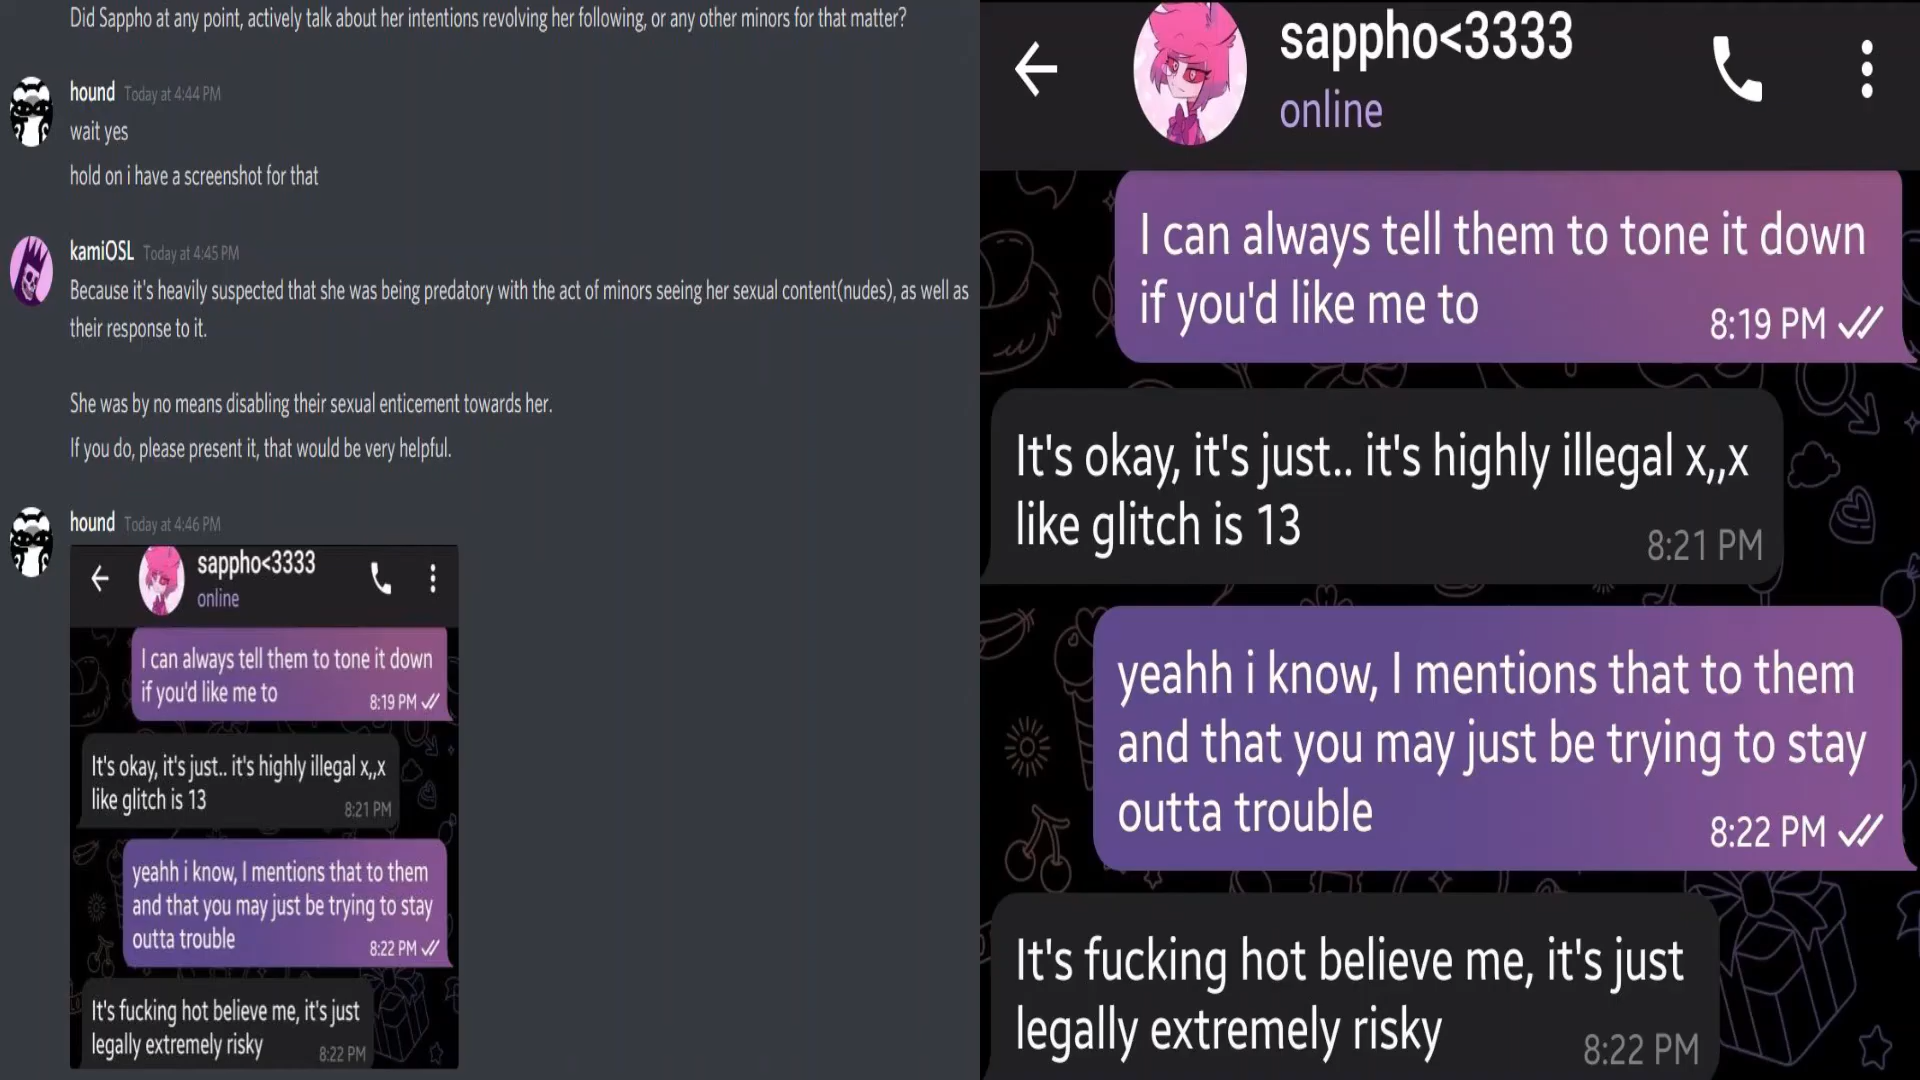 Did Sappho at any point, actively talk about her intentions revolving her following, or any other minors for that matter?
hound Today at 4:44 PM
wait yes
hold on i have a screenshot for that
kamiOSL Today at 4:45 PM
Because it's heavily suspected that she was being predatory with the act of minors seeing her sexual content(nudes), as well as
their response to it.
She was by no means disabling their sexual enticement towards her.
If you do, please present it, that would be very helpful.
hound Today at 4:46 PM
sappho<3333
online
I can always tell them to tone it down
if you'd like me to
8:19 PM
It's okay, it's just.. it's highly illegal x,,x
like glitch is 13
8:21 PM
yeahh i know, I mentions that to them
and that you may just be trying to stay
outta trouble
8:22 PM
It's fucking hot believe me, it's just
legally extremely risky
8:22 PM
sappho<3333
online
I can always tell them to tone it down
if you'd like me to
8:19 PM
It's okay, it's just.. it's highly illegal x,,x
like glitch is 13
8:21 PM
yeahh i know, I mentions that to them
and that you may just be trying to stay
outta trouble
8:22 PM
It's fucking hot believe me, it's just
legally extremely risky
8:22 PM